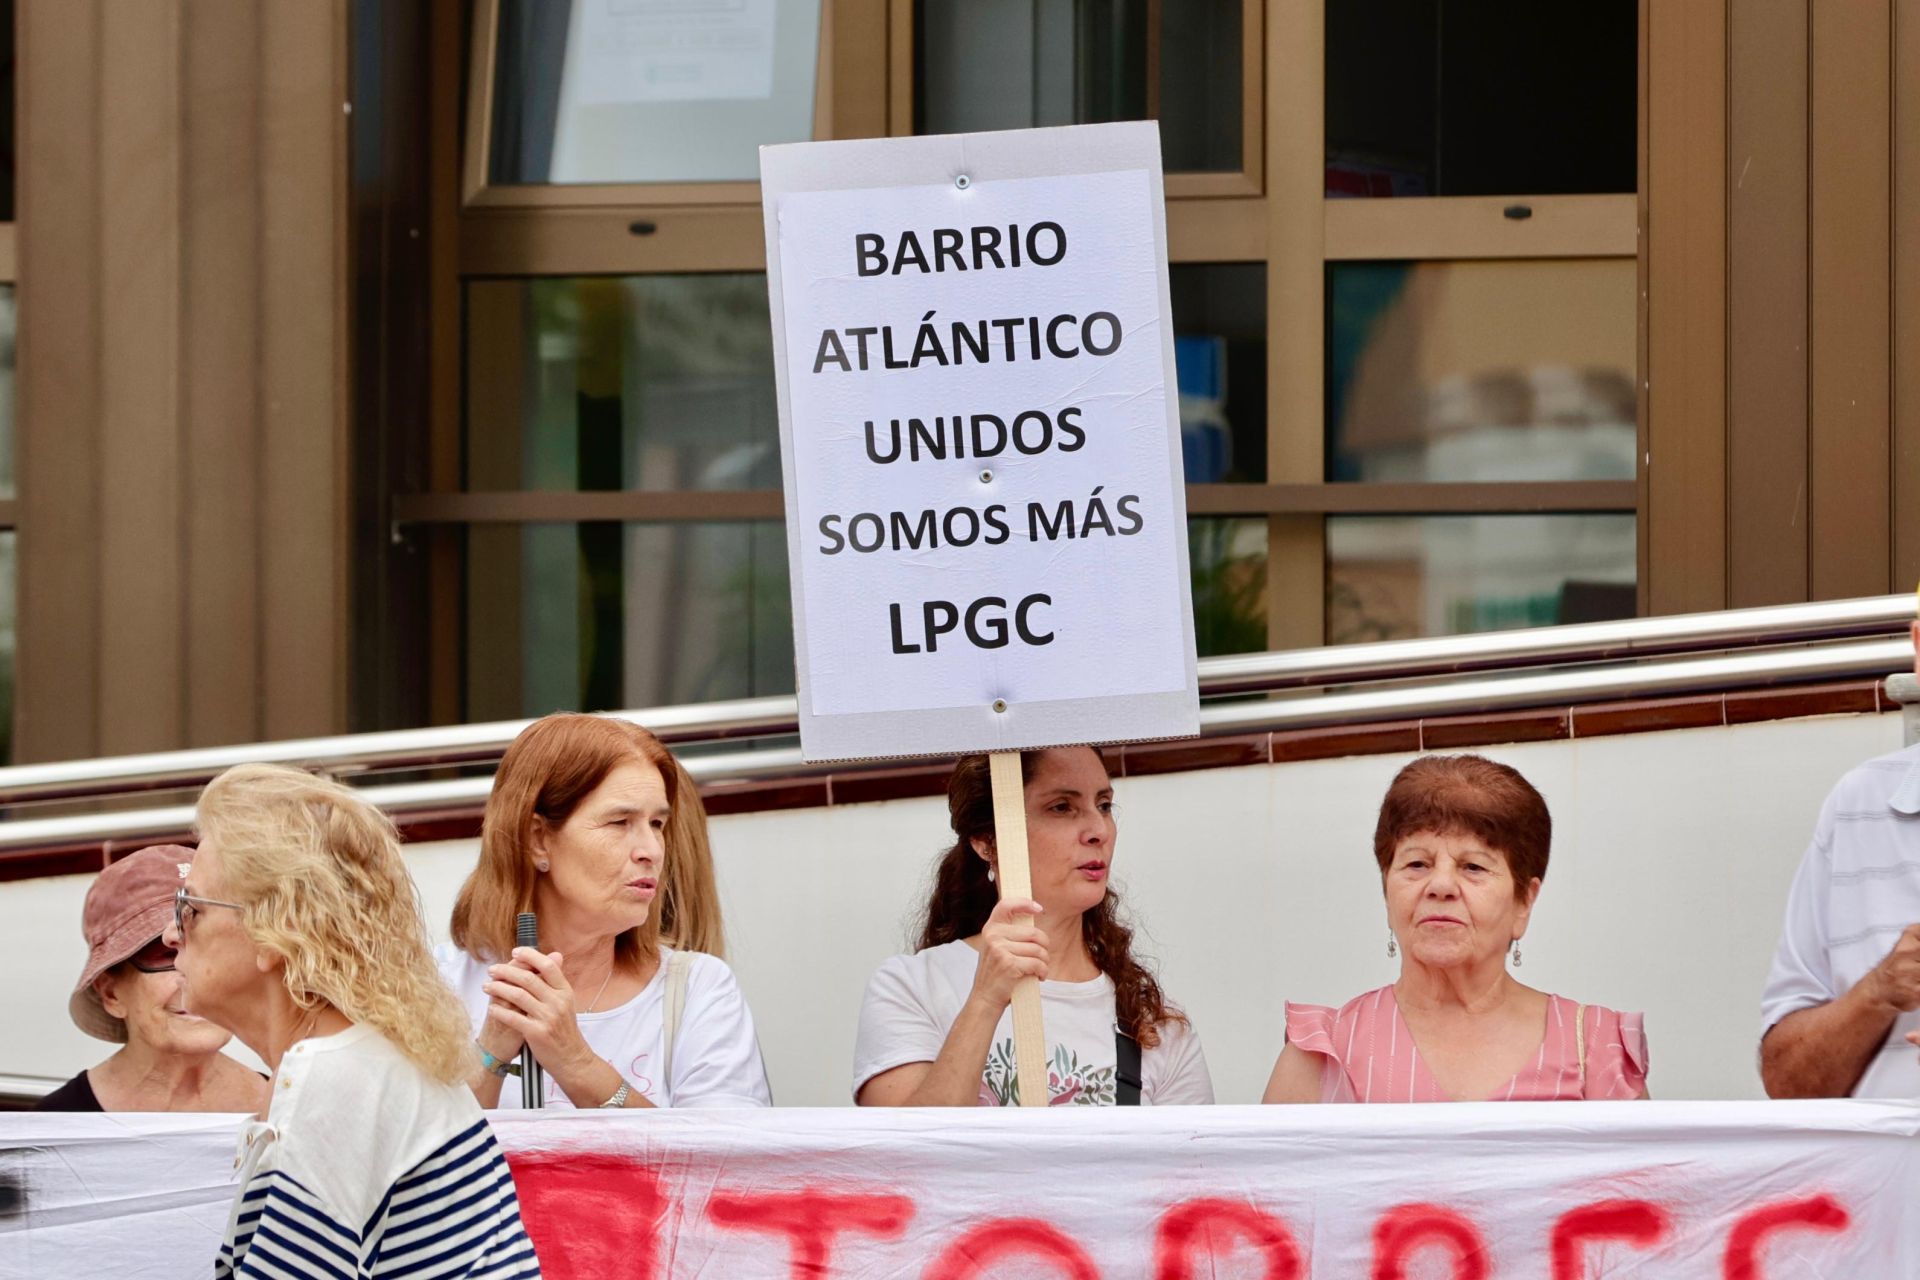 BARRIO
ATLÁNTICO
UNIDOS
SOMOS MÁS
LPGC